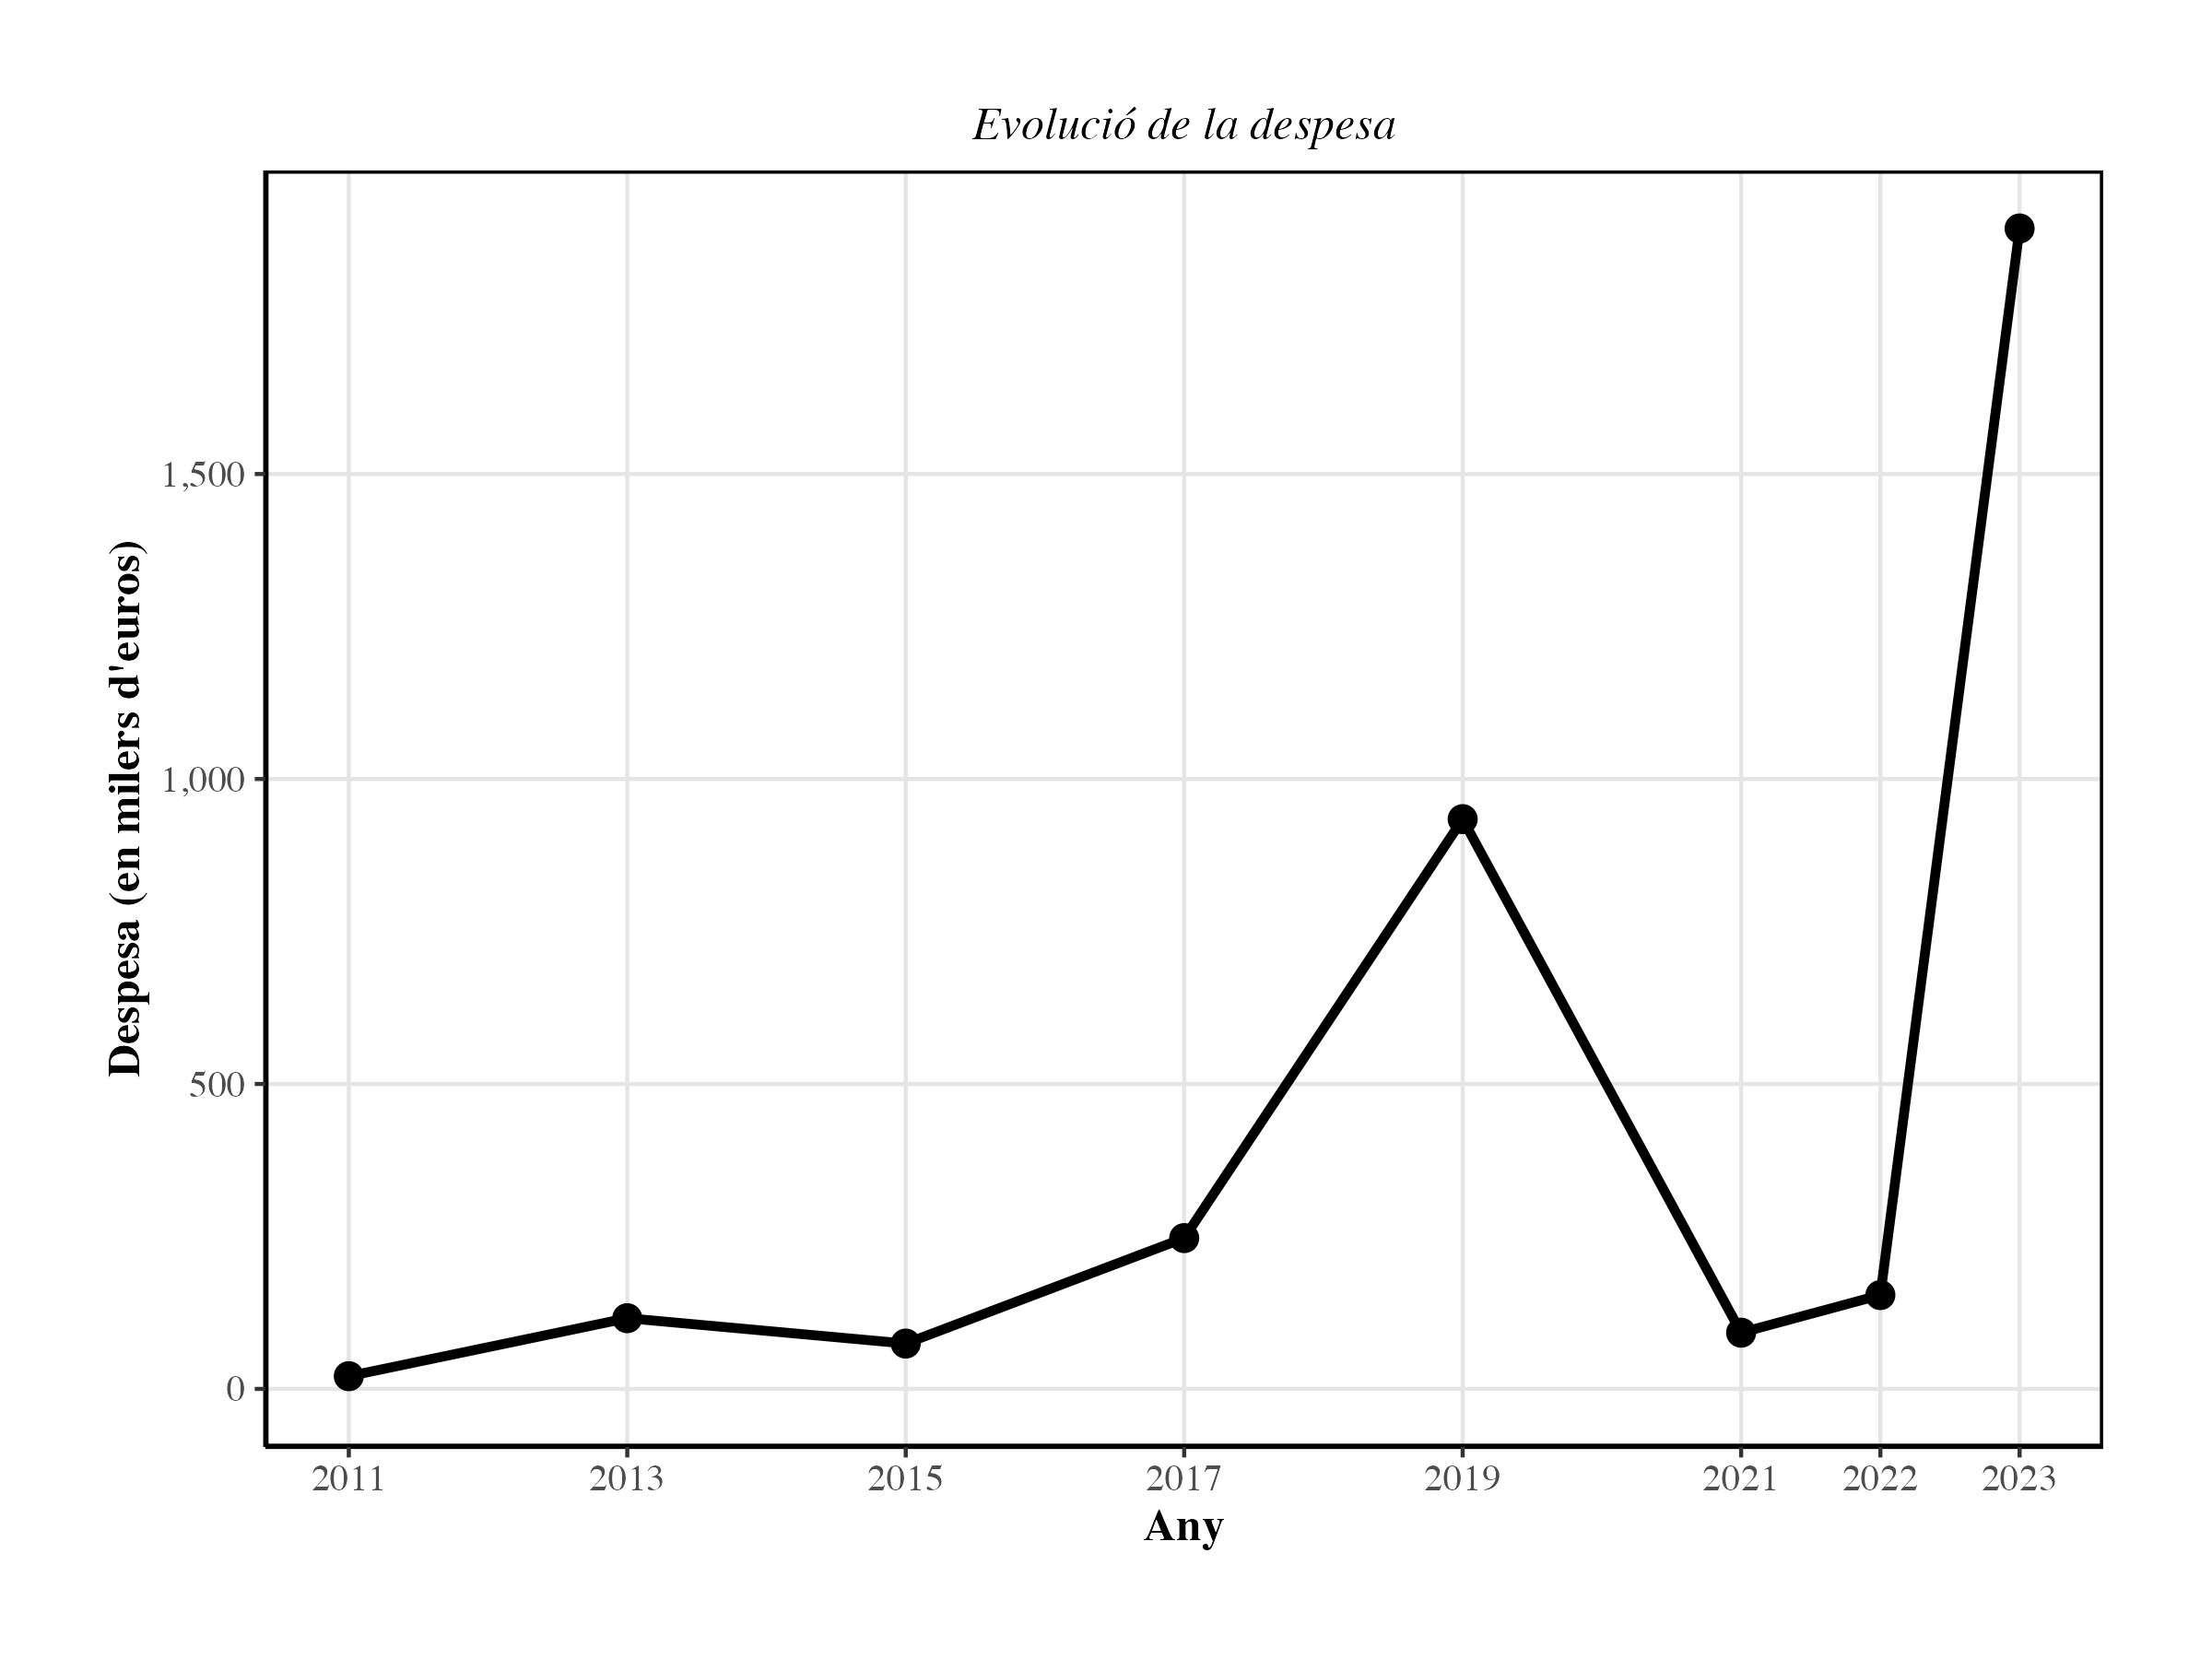 Evolució de la despesa
Despesa (en milers d'euros)
1,500
1,000
500
0
2011 2013 2015 2017 2019 2021 2022 2023
Any